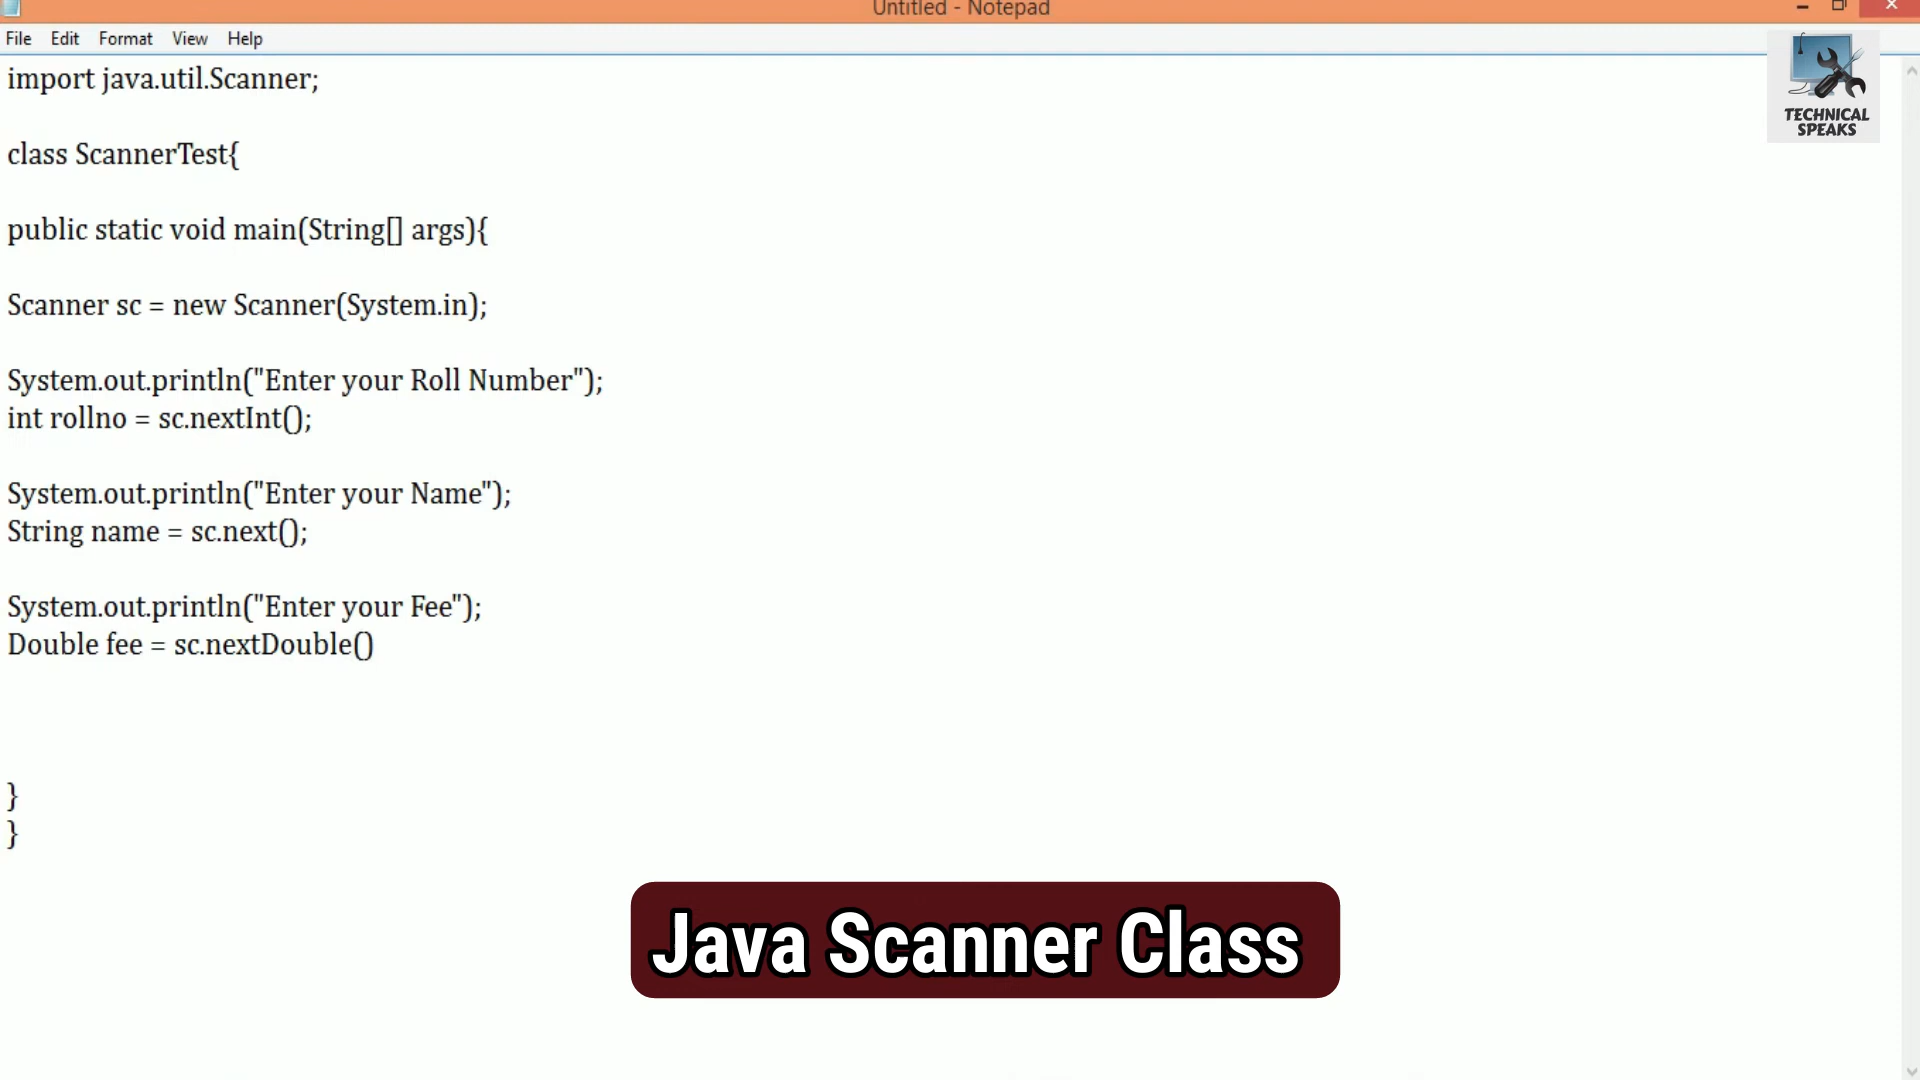 Untitled - Notepad
File Edit Format View Help
import java.util.Scanner;
class ScannerTest{
public static void main(String[] args){
Scanner sc = new Scanner(System.in);
System.out.println("Enter your Roll Number");
int rollno = sc.nextInt();
System.out.println("Enter your Name");
String name = sc.next();
System.out.println("Enter your Fee");
Double fee = sc.nextDouble()
}
}
TECHNICAL
SPEAKS
Java Scanner Class